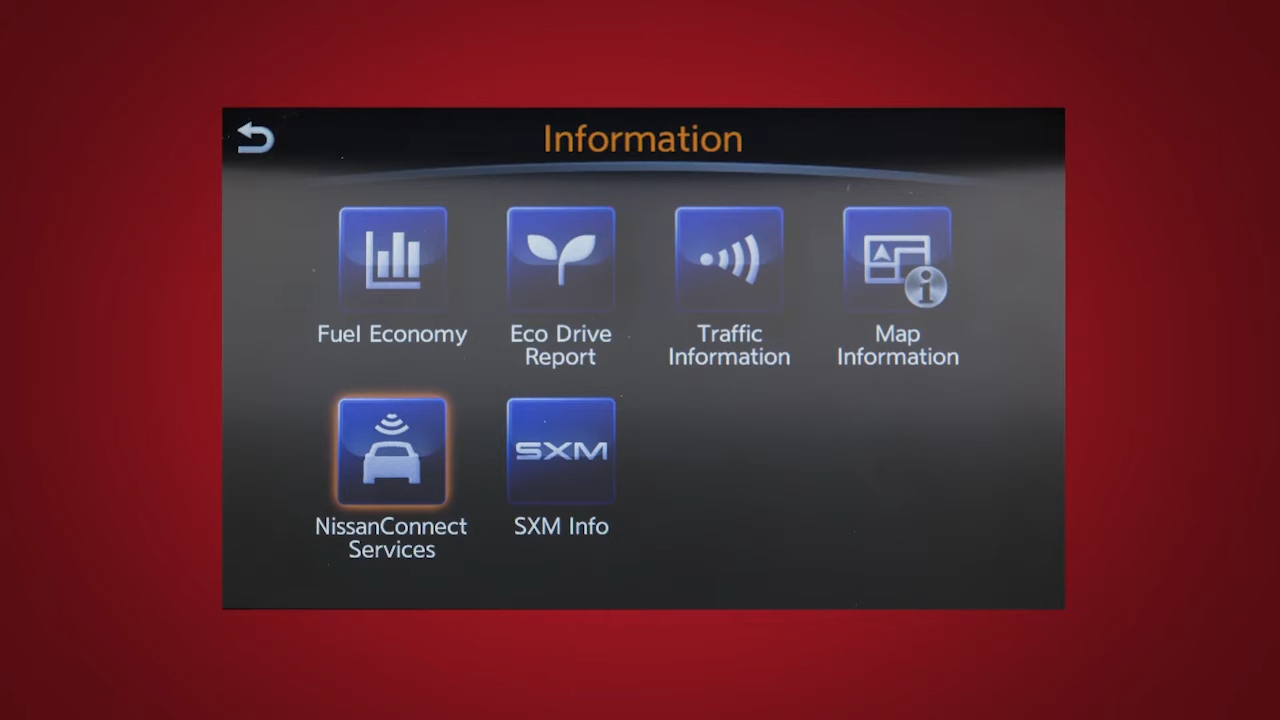 Information
Fuel Economy
Eco Drive
Report
Traffic
Information
Map
Information
SXM
NissanConnect
Services
SXM Info